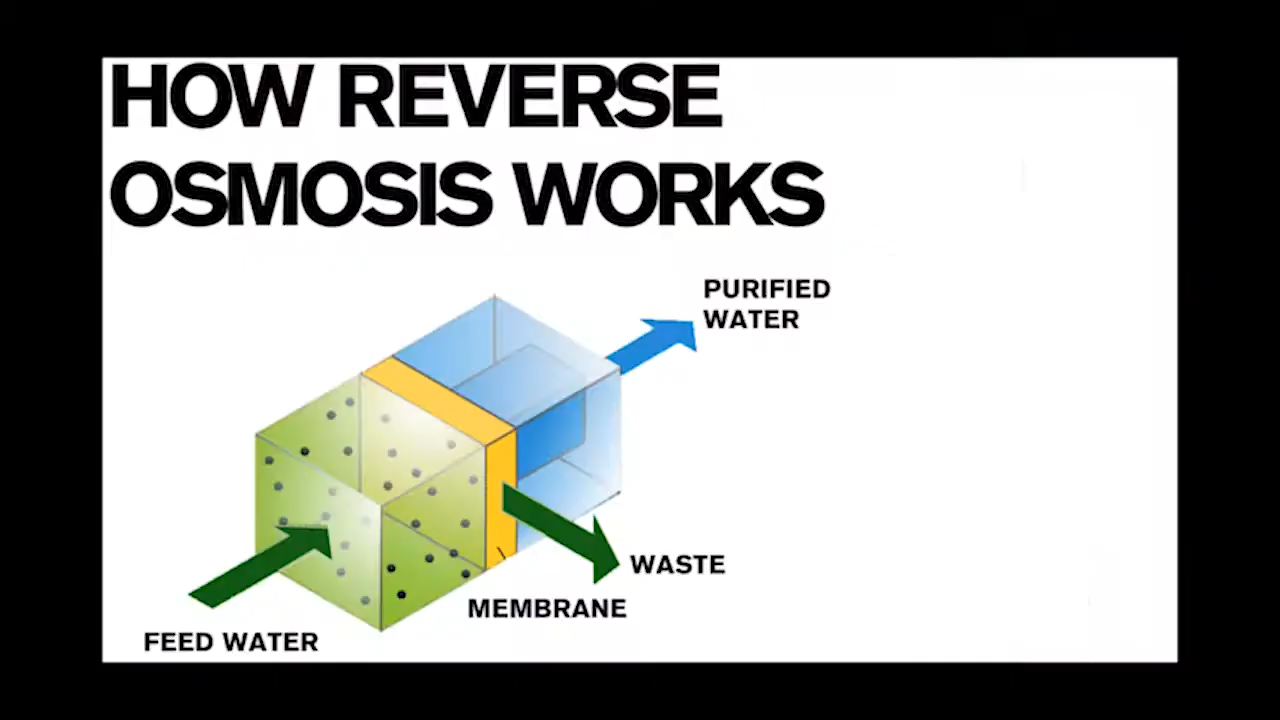 HOW REVERSE
OSMOSIS WORKS
PURIFIED
WATER
WASTE
MEMBRANE
FEED WATER